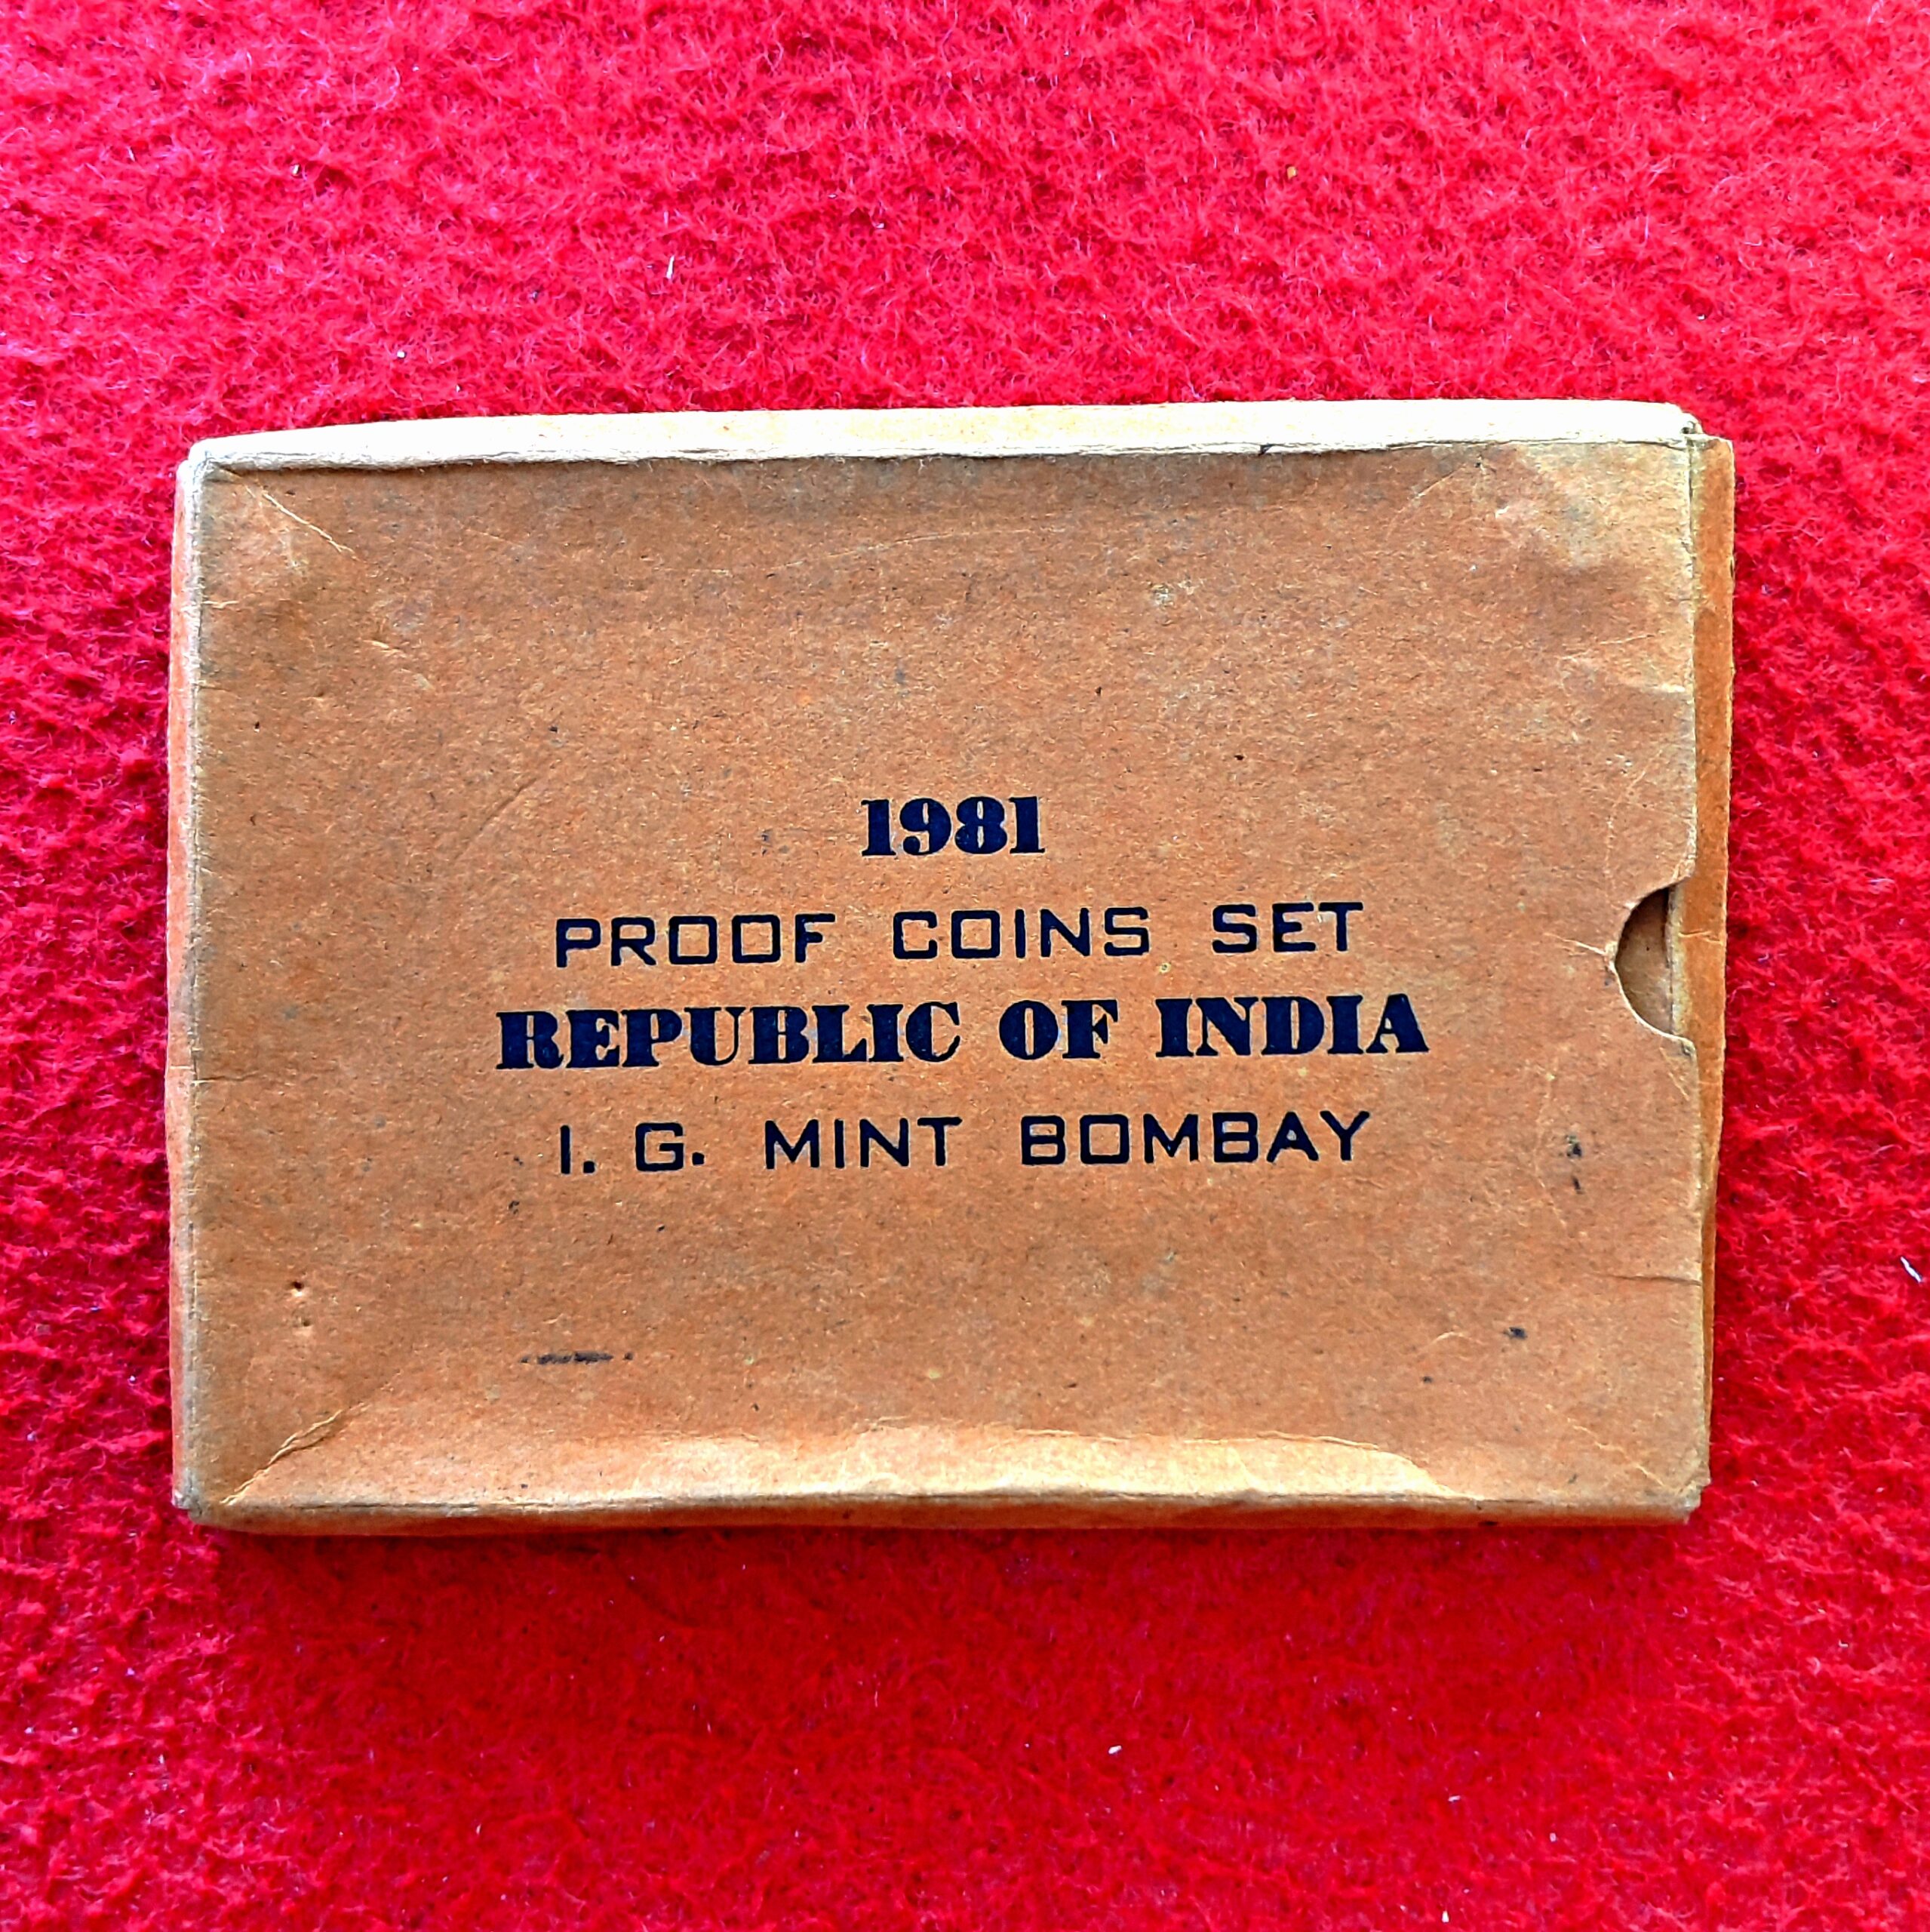 1981
PROOF COINS SET
REPUBLIC OF INDIA
I. G. MINT BOMBAY